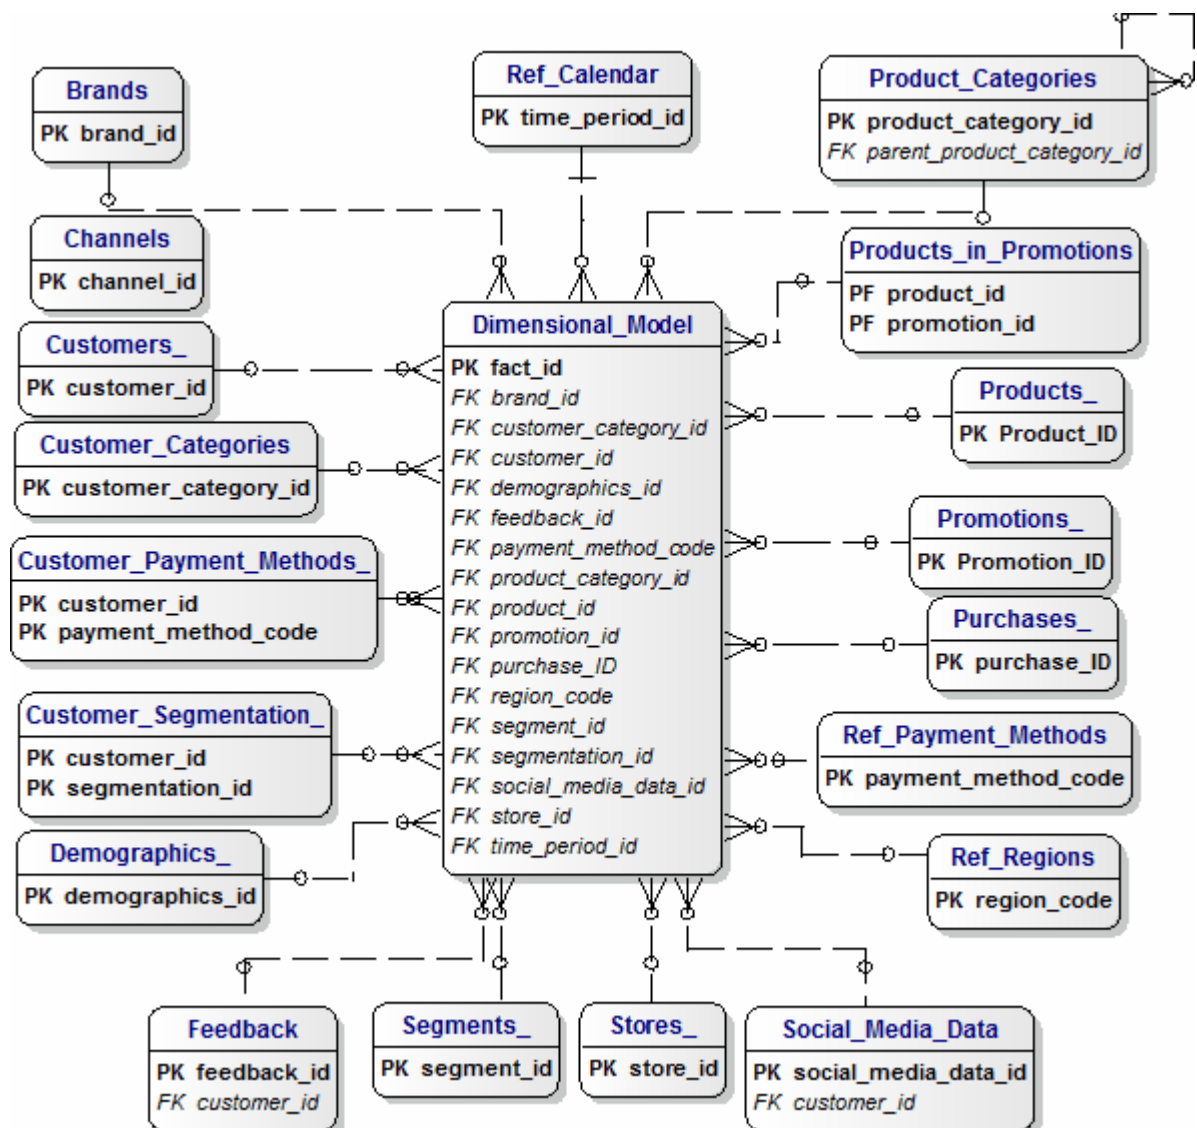 Brands
PK brand_id
Ref_Calendar
PK time_period_id
Product_Categories
PK product_category_id
FK parent_product_category_id
Channels
PK channel_id
Products_in_Promotions
PF product_id
PF promotion_id
Customers_
PK customer_id
Customer_Categories
PK customer_category_id
Customer_Payment_Methods_
PK customer_id
PK payment_method_code
Customer_Segmentation_
PK customer_id
PK segmentation_id
Demographics_
PK demographics_id
Dimensional_Model
PK fact_id
FK brand_id
FK customer_category_id
FK customer_id
FK demographics_id
FK feedback_id
FK payment_method_code
FK product_category_id
FK product_id
FK promotion_id
FK purchase_ID
FK region_code
FK segment_id
FK segmentation_id
FK social_media_data_id
FK store_id
FK time_period_id
Products_
PK Product_ID
Promotions_
PK Promotion_ID
Purchases_
PK purchase_ID
Ref_Payment_Methods
PK payment_method_code
Ref_Regions
PK region_code
Feedback
PK feedback_id
FK customer_id
Segments_
PK segment_id
Stores_
PK store_id
Social_Media_Data
PK social_media_data_id
FK customer_id